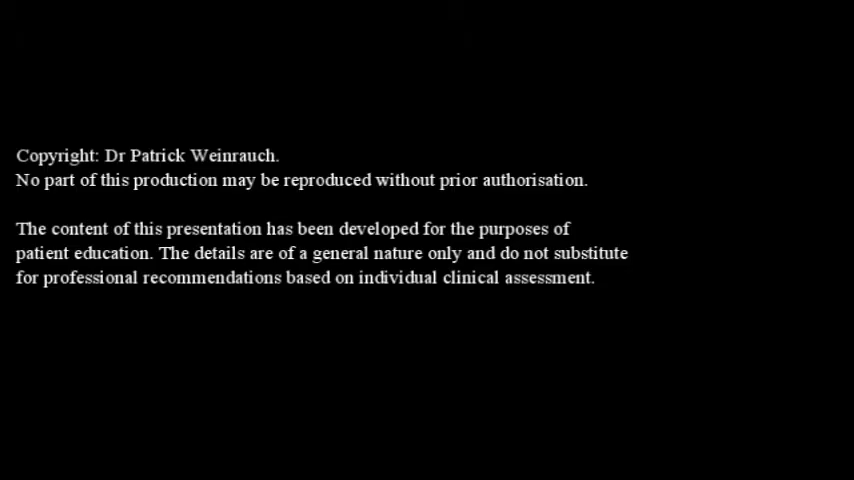 Copyright: Dr Patrick Weinrauch.
No part of this production may be reproduced without prior authorisation.
The content of this presentation has been developed for the purposes of
patient education. The details are of a general nature only and do not substitute
for professional recommendations based on individual clinical assessment.